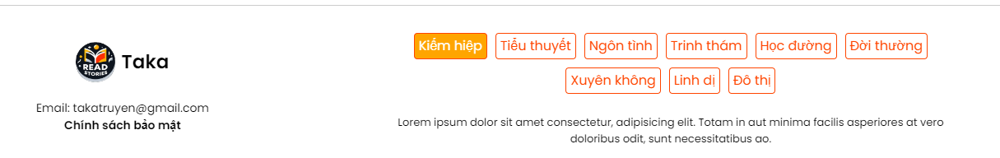 READ
STORIES
Taka
Email: takatruyen@gmail.com
Chính sách bảo mật
Kiếm hiệp Tiểu thuyết Ngôn tình Trinh thám Học đường Đời thường
Xuyên không Linh dị Đô thị
Lorem ipsum dolor sit amet consectetur, adipisicing elit. Totam in aut minima facilis asperiores at vero
doloribus odit, sunt necessitatibus ao.